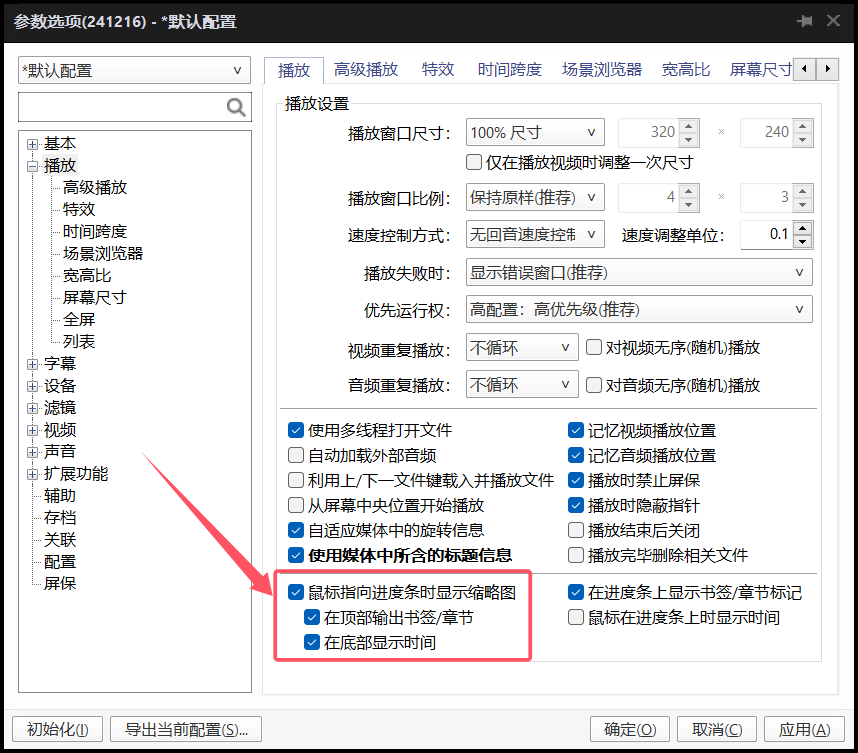 参数选项(241216) - *默认配置
*默认配置
基本
播放
高级播放
特效
时间跨度
场景浏览器
宽高比
屏幕尺寸
全屏
列表
字幕
设备
滤镜
视频
声音
扩展功能
辅助
存档
关联
配置
屏保
播放 高级播放 特效 时间跨度 场景浏览器 宽高比 屏幕尺寸
播放设置
播放窗口尺寸: 100% 尺寸 320 × 240
仅在播放视频时调整一次尺寸
播放窗口比例: 保持原样(推荐) 4 × 3
速度控制方式: 无回音速度控制 速度调整单位: 0.1
播放失败时: 显示错误窗口(推荐)
优先运行权: 高配置：高优先级(推荐)
视频重复播放: 不循环 对视频无序(随机)播放
音频重复播放: 不循环 对音频无序(随机)播放
使用多线程打开文件 记忆视频播放位置
自动加载外部音频 记忆音频播放位置
利用上/下一文件键载入并播放文件 播放时禁止屏保
从屏幕中央位置开始播放 播放时隐蔽指针
自适应媒体中的旋转信息 播放结束后关闭
使用媒体中所含的标题信息 播放完毕删除相关文件
鼠标指向进度条时显示缩略图 在进度条上显示书签/章节标记
在顶部输出书签/章节 鼠标在进度条上时显示时间
在底部显示时间
初始化(I) 导出当前配置(S)... 确定(O) 取消(C) 应用(A)